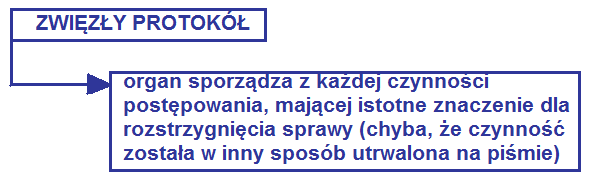 ZWIĘZŁY PROTOKÓŁ
organ sporządza z każdej czynności
postępowania, mającej istotne znaczenie dla
rozstrzygnięcia sprawy (chyba, że czynność
została w inny sposób utrwalona na piśmie)